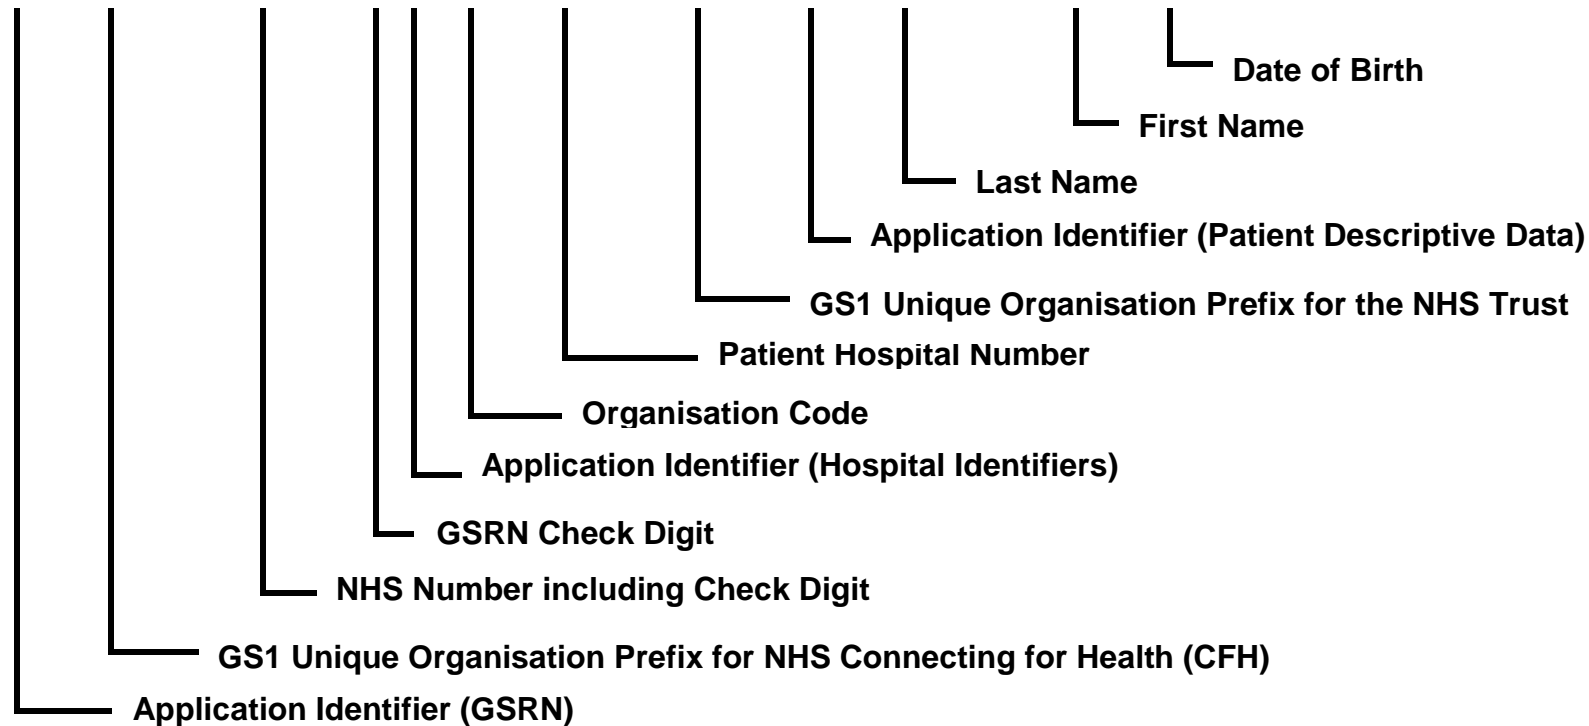 Date of Birth
First Name
Last Name
Application Identifier (Patient Descriptive Data)
GS1 Unique Organisation Prefix for the NHS Trust
Patient Hospital Number
Organisation Code
Application Identifier (Hospital Identifiers)
GSRN Check Digit
NHS Number including Check Digit
GS1 Unique Organisation Prefix for NHS Connecting for Health (CFH)
Application Identifier (GSRN)